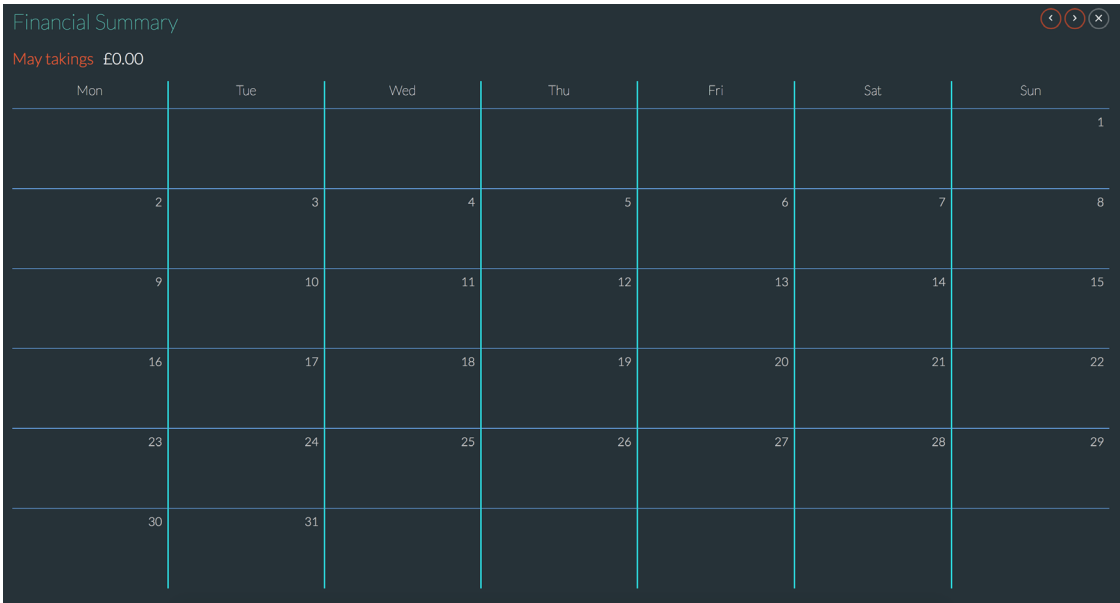 Financial Summary
May takings £0.00
Mon Tue Wed Thu Fri Sat Sun
1
2 3 4 5 6 7 8
9 10 11 12 13 14 15
16 17 18 19 20 21 22
23 24 25 26 27 28 29
30 31